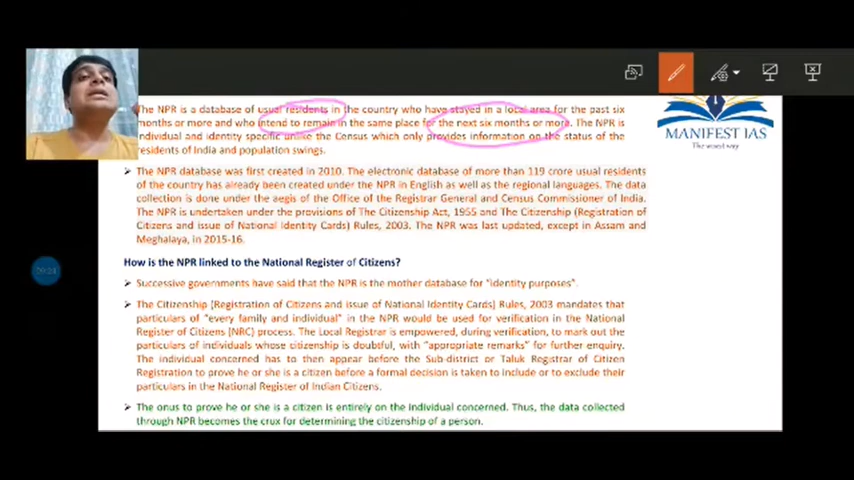 The NPR is a database of usual residents in the country who have stayed in a local area for the past six
months or more and who intend to remain in the same place for the next six months or more. The NPR is
individual and identity specific unlike the Census which only provides information on the status of the
residents of India and population swings.
MANIFEST IAS
The NPR database was first created in 2010. The electronic database of more than 119 crore usual residents
of the country has already been created under the NPR in English as well as the regional languages. The data
collection is done under the aegis of the Office of the Registrar General and Census Commissioner of India.
The NPR is undertaken under the provisions of The Citizenship Act, 1955 and The Citizenship (Registration of
Citizens and issue of National Identity Cards) Rules, 2003. The NPR was last updated, except in Assam and
Meghalaya, in 2015-16.
How is the NPR linked to the National Register of Citizens?
Successive governments have said that the NPR is the mother database for "identity purposes".
The Citizenship (Registration of Citizens and issue of National Identity Cards) Rules, 2003 mandates that
particulars of "every family and individual" in the NPR would be used for verification in the National
Register of Citizens (NRC) process. The Local Registrar is empowered, during verification, to mark out the
particulars of individuals whose citizenship is doubtful, with "appropriate remarks" for further enquiry.
The individual concerned has to then appear before the Sub-district or Taluk Registrar of Citizen
Registration to prove he or she is a citizen before a formal decision is taken to include or to exclude their
particulars in the National Register of Indian Citizens.
The onus to prove he or she is a citizen is entirely on the individual concerned. Thus, the data collected
through NPR becomes the crux for determining the citizenship of a person.